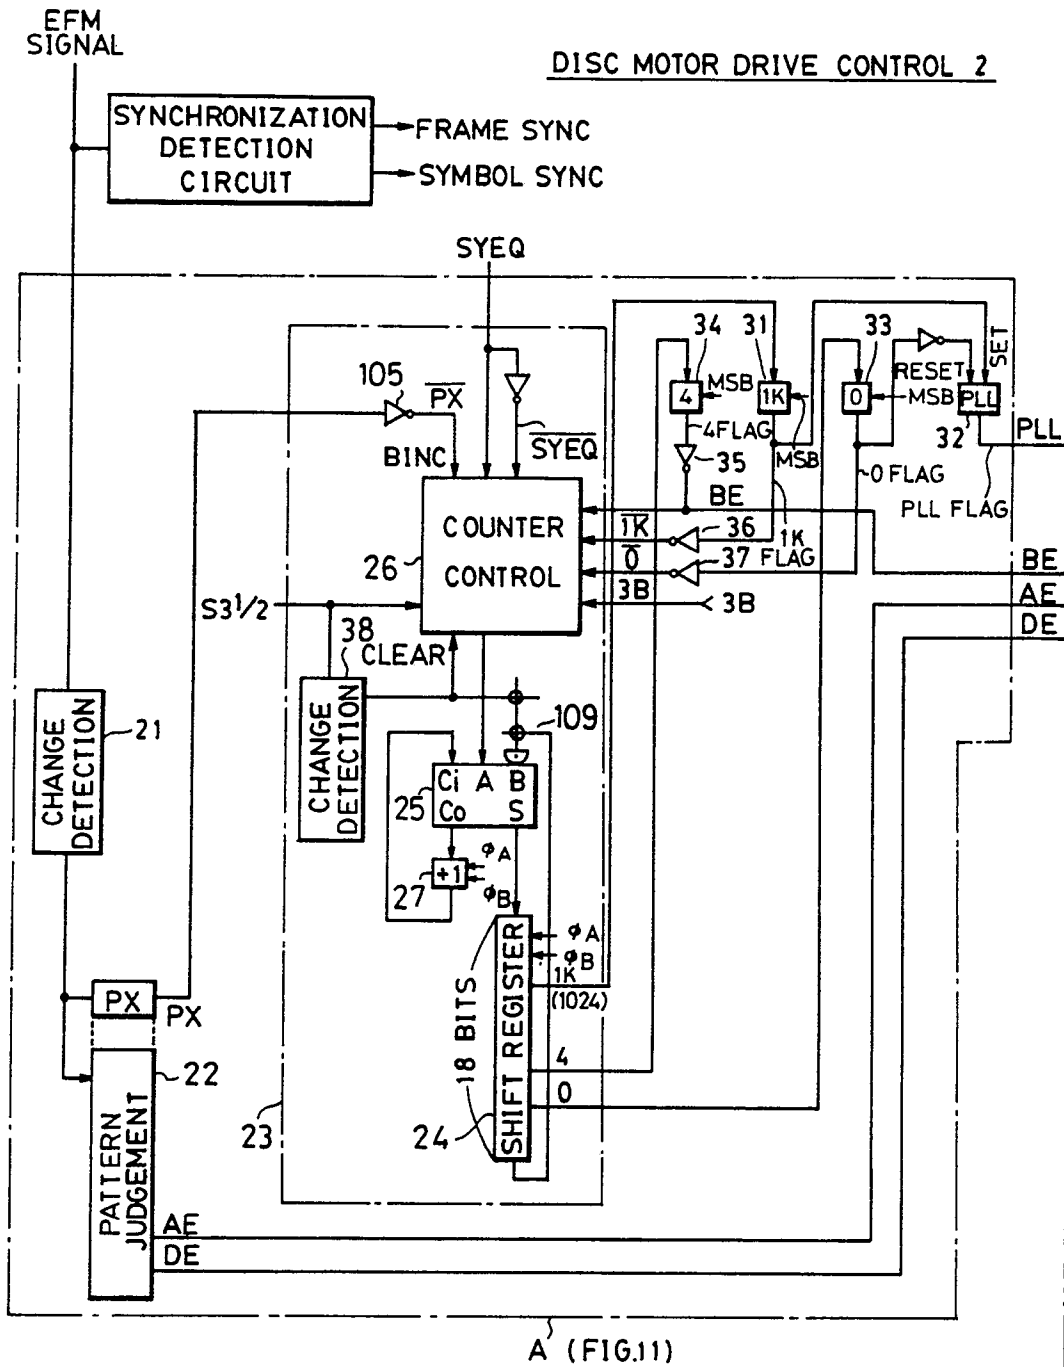 EFM
SIGNAL
DISC MOTOR DRIVE CONTROL 2
SYNCHRONIZATION
DETECTION
CIRCUIT
FRAME SYNC
SYMBOL SYNC
SYEQ
105
PX
BINC
SYEQ
34
31
33
4
MSB
1K
MSB
0
MSB
RESET
SET
PLL
32
PLL
4 FLAG
35
0 FLAG
PLL FLAG
BE
1K
36
1K
FLAG
0
37
3B
3B
COUNTER
CONTROL
26
BE
AE
DE
S3 1/2
38
CLEAR
CHANGE
DETECTION
21
CHANGE
DETECTION
109
Ci A B
Co S
25
+1
27
φA
φB
φA
φB
1K
(1024)
4
0
18 BITS
SHIFT REGISTER
24
23
PX
PX
22
PATTERN
JUDGEMENT
AE
DE
A (FIG.11)